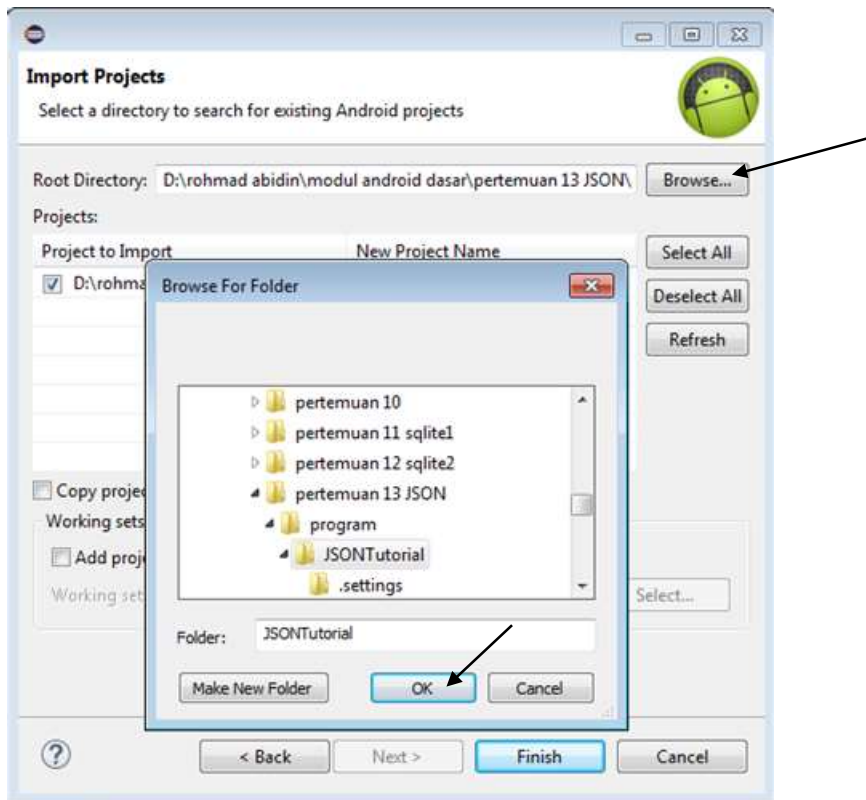 Import Projects
Select a directory to search for existing Android projects
Root Directory: D:\rohmad abidin\modul android dasar\pertemuan 13 JSON\ Browse...
Projects:
Project to Import New Project Name Select All
D:\rohma
Deselect All
Refresh
Browse For Folder
pertemuan 10
pertemuan 11 sqlite1
pertemuan 12 sqlite2
pertemuan 13 JSON
program
JSONTutorial
.settings
Folder: JSONTutorial
Make New Folder OK Cancel
Copy projec
Working sets
Add proje
Working set Select...
? < Back Next > Finish Cancel